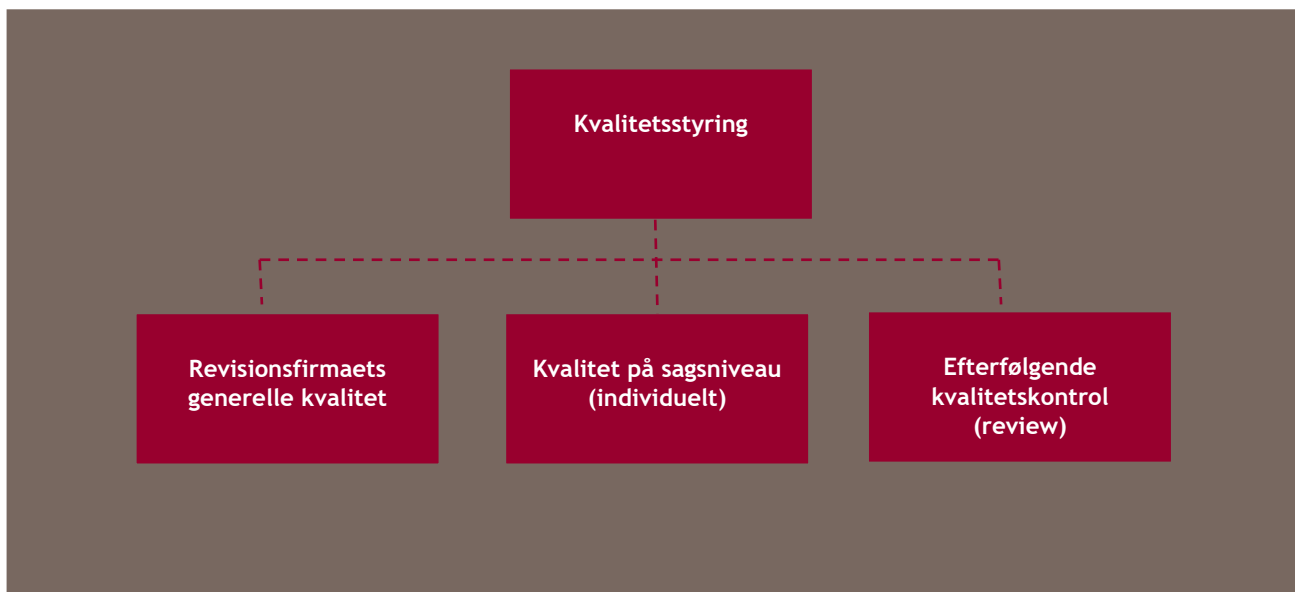 Kvalitetsstyring
Revisionsfirmaets
generelle kvalitet
Kvalitet på sagsniveau
(individuelt)
Efterfølgende
kvalitetskontrol
(review)